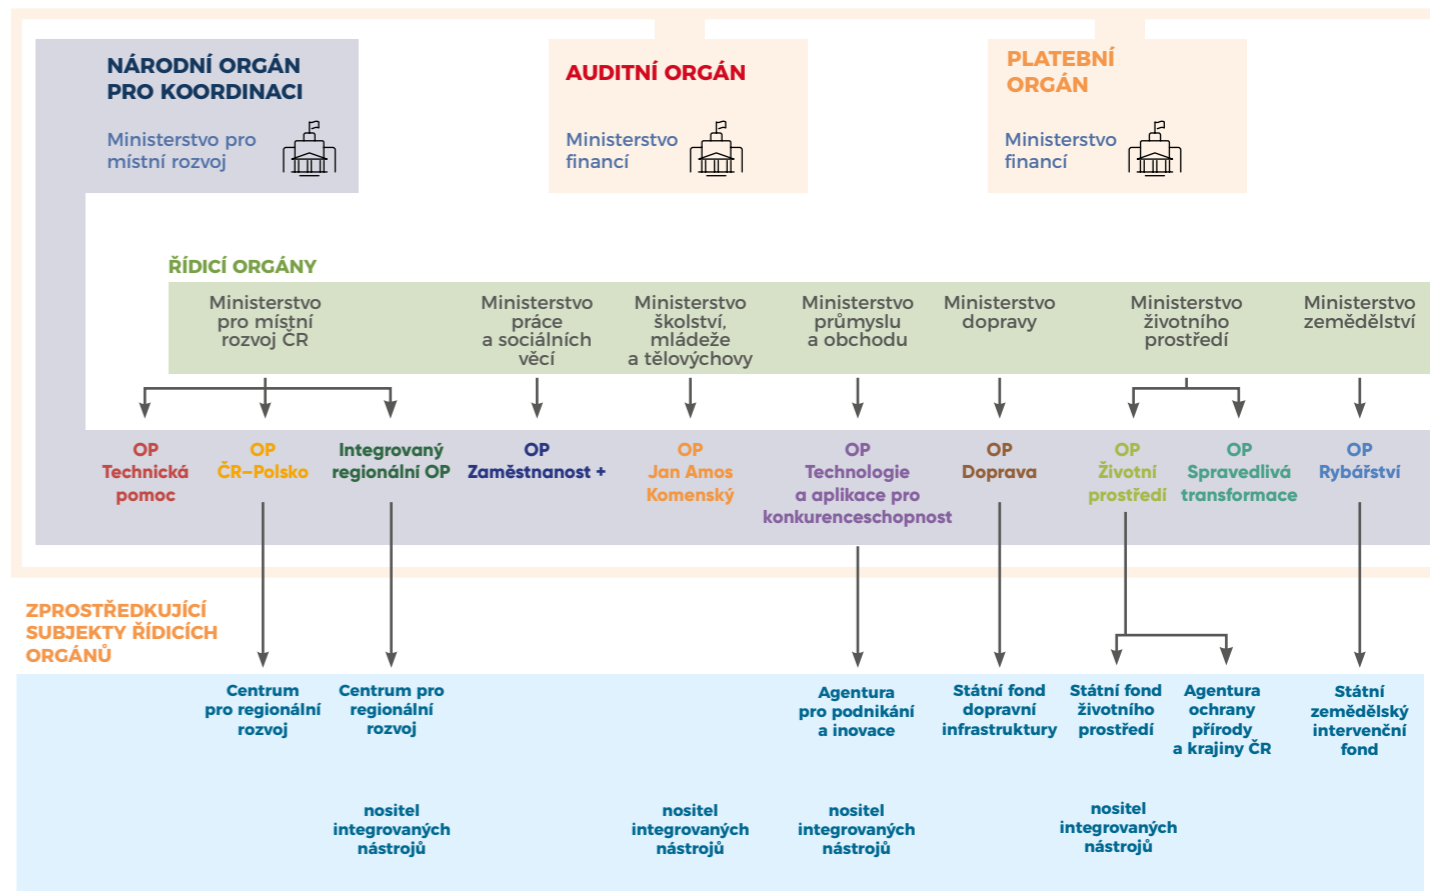 NÁRODNÍ ORGÁN
PRO KOORDINACI
Ministerstvo pro
místní rozvoj
AUDITNÍ ORGÁN
Ministerstvo
financí
PLATEBNÍ
ORGÁN
Ministerstvo
financí
ŘÍDICÍ ORGÁNY
Ministerstvo
pro místní
rozvoj ČR
Ministerstvo
práce
a sociálních
věcí
Ministerstvo
školství,
mládeže
a tělovýchovy
Ministerstvo
průmyslu
a obchodu
Ministerstvo
dopravy
Ministerstvo
životního
prostředí
Ministerstvo
zemědělství
OP
Technická
pomoc
OP
ČR–Polsko
Integrovaný
regionální OP
OP
Zaměstnanost +
OP
Jan Amos
Komenský
OP
Technologie
a aplikace pro
konkurenceschopnost
OP
Doprava
OP
Životní
prostředí
OP
Spravedlivá
transformace
OP
Rybářství
ZPROSTŘEDKUJÍCÍ
SUBJEKTY ŘÍDICÍCH
ORGÁNŮ
Centrum
pro regionální
rozvoj
Centrum pro
regionální
rozvoj
Agentura
pro podnikání
a inovace
Státní fond
dopravní
infrastruktury
Státní fond
životního
prostředí
Agentura
ochrany
přírody
a krajiny ČR
Státní
zemědělský
intervenční
fond
nositel
integrovaných
nástrojů
nositel
integrovaných
nástrojů
nositel
integrovaných
nástrojů
nositel
integrovaných
nástrojů